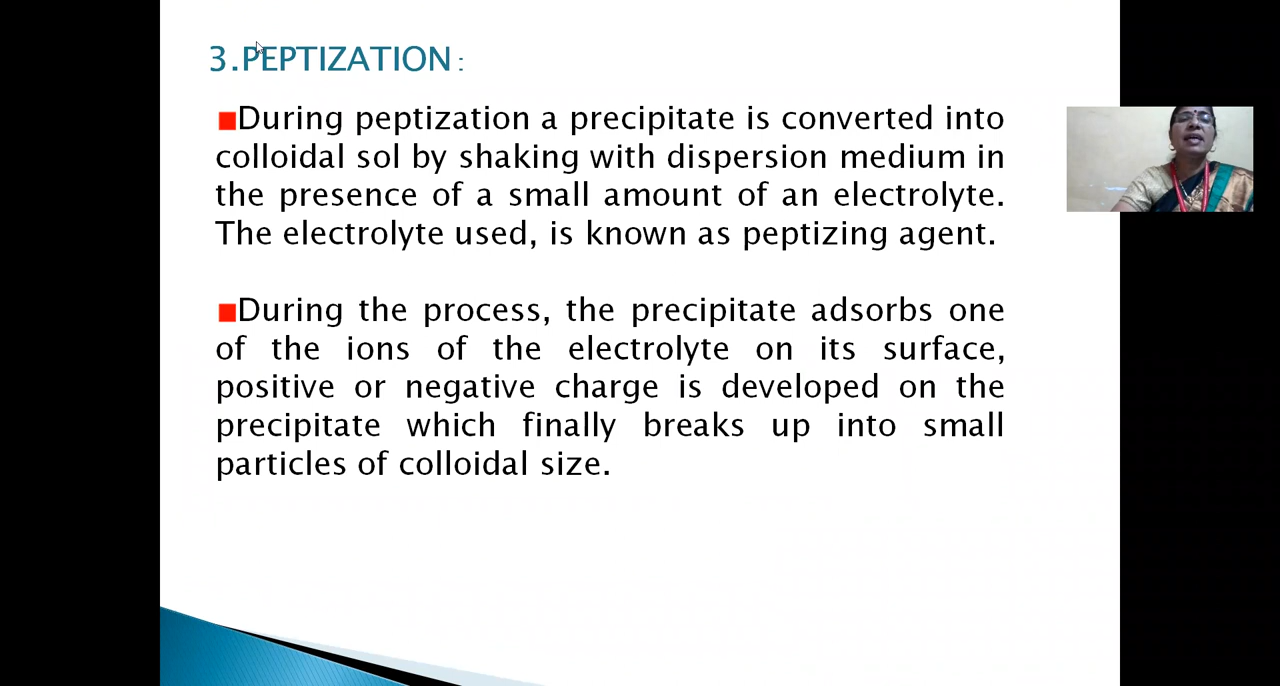 3.PEPTIZATION :
During peptization a precipitate is converted into
colloidal sol by shaking with dispersion medium in
the presence of a small amount of an electrolyte.
The electrolyte used, is known as peptizing agent.
During the process, the precipitate adsorbs one
of the ions of the electrolyte on its surface,
positive or negative charge is developed on the
precipitate which finally breaks up into small
particles of colloidal size.